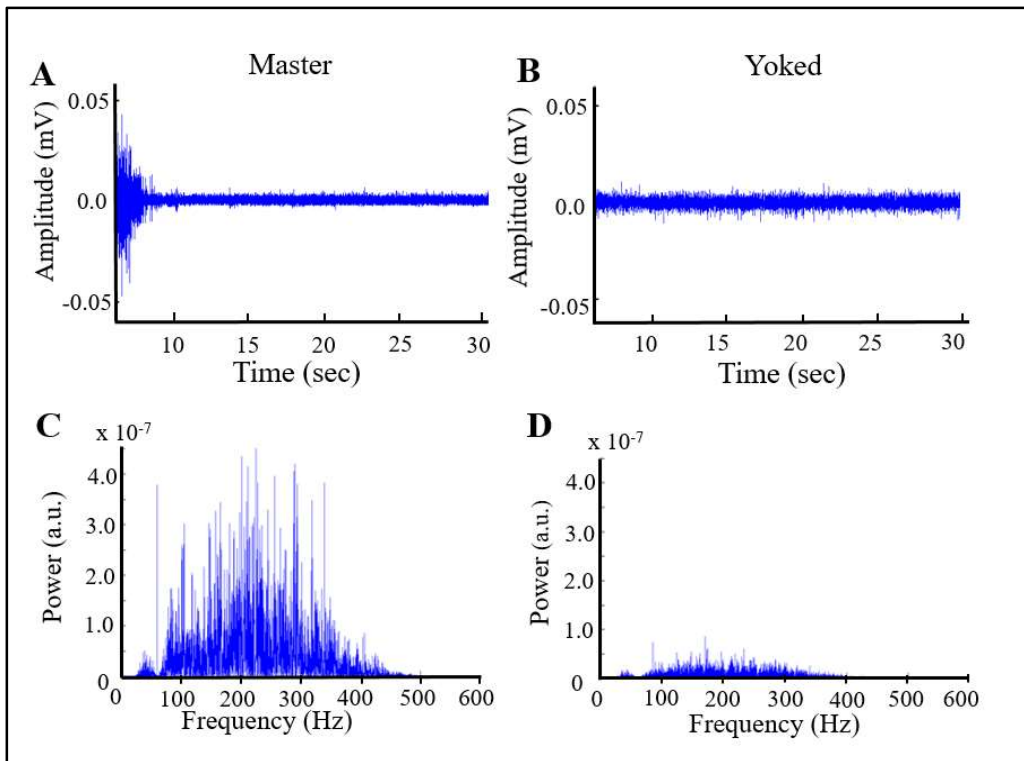 A
Master
B
Yoked
0.05
0.0
-0.05
Amplitude (mV)
10 15 20 25 30
Time (sec)
0.05
0.0
-0.05
Amplitude (mV)
10 15 20 25 30
Time (sec)
C
x 10-7
4.0
3.0
2.0
1.0
0
Power (a.u.)
0 100 200 300 400 500 600
Frequency (Hz)
D
x 10-7
4.0
3.0
2.0
1.0
0
Power (a.u.)
0 100 200 300 400 500 600
Frequency (Hz)